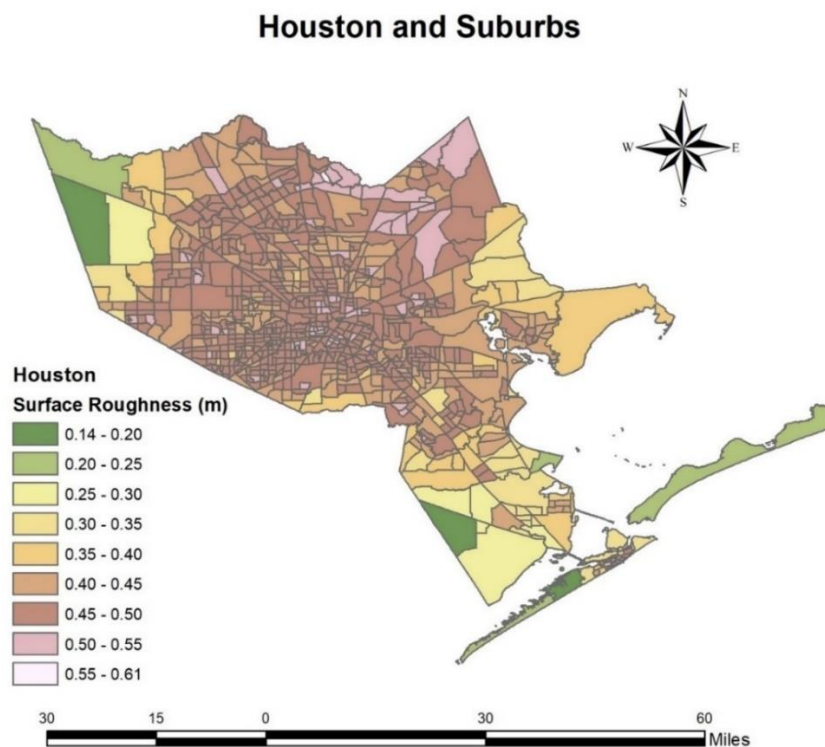 Houston and Suburbs
N
W
E
S
Houston
Surface Roughness (m)
0.14 - 0.20
0.20 - 0.25
0.25 - 0.30
0.30 - 0.35
0.35 - 0.40
0.40 - 0.45
0.45 - 0.50
0.50 - 0.55
0.55 - 0.61
30 15 0 30 60
Miles